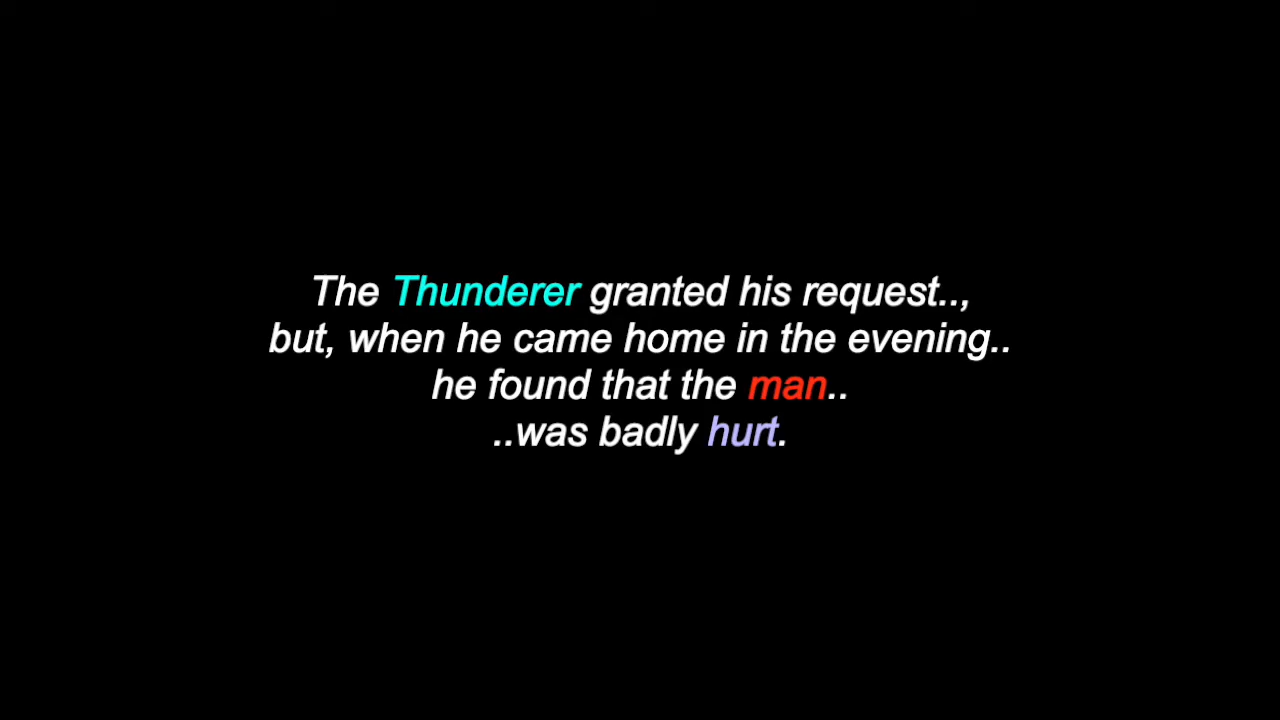 The Thunderer granted his request..,
but, when he came home in the evening..
he found that the man..
..was badly hurt.